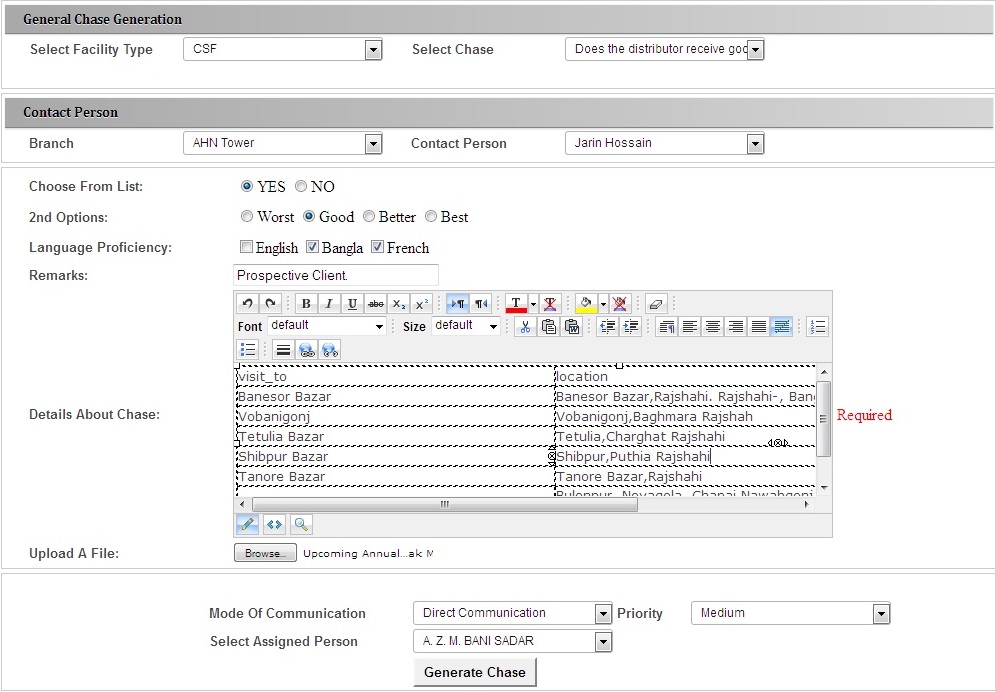 General Chase Generation
Select Facility Type CSF Select Chase Does the distributor receive goo
Contact Person
Branch AHN Tower Contact Person Jarin Hossain
Choose From List: YES NO
2nd Options: Worst Good Better Best
Language Proficiency: English Bangla French
Remarks: Prospective Client.
B I U abc X₂ X² T T
Font default Size default
visit_to location
Banesor Bazar Banesor Bazar,Rajshahi. Rajshahi-, Ban
Vobanigonj Vobanigonj,Baghmara Rajshah
Details About Chase: Required
Tetulia Bazar Tetulia,Charghat Rajshahi
Shibpur Bazar Shibpur,Puthia Rajshahi
Tanore Bazar Tanore Bazar,Rajshahi
Upload A File: Browse... Upcoming Annual...ak M
Mode Of Communication Direct Communication Priority Medium
Select Assigned Person A. Z. M. BANI SADAR
Generate Chase